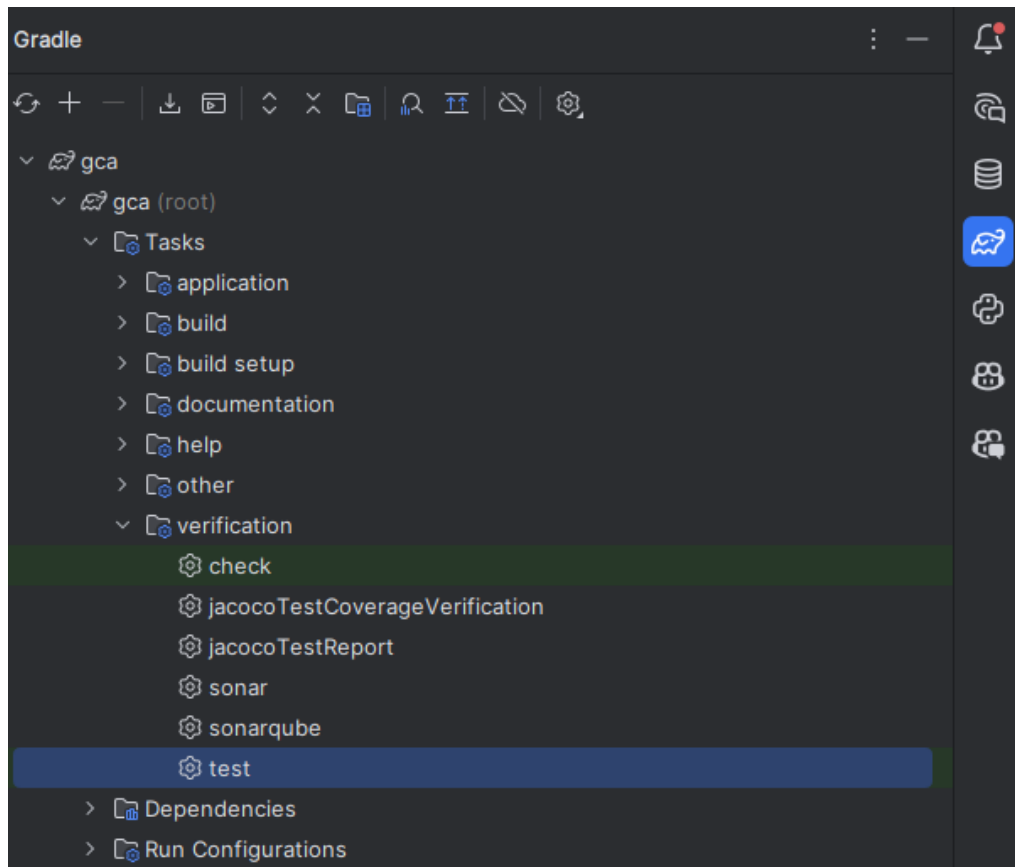 Gradle
gca
gca (root)
Tasks
application
build
build setup
documentation
help
other
verification
check
jacocoTestCoverageVerification
jacocoTestReport
sonar
sonarqube
test
Dependencies
Run Configurations